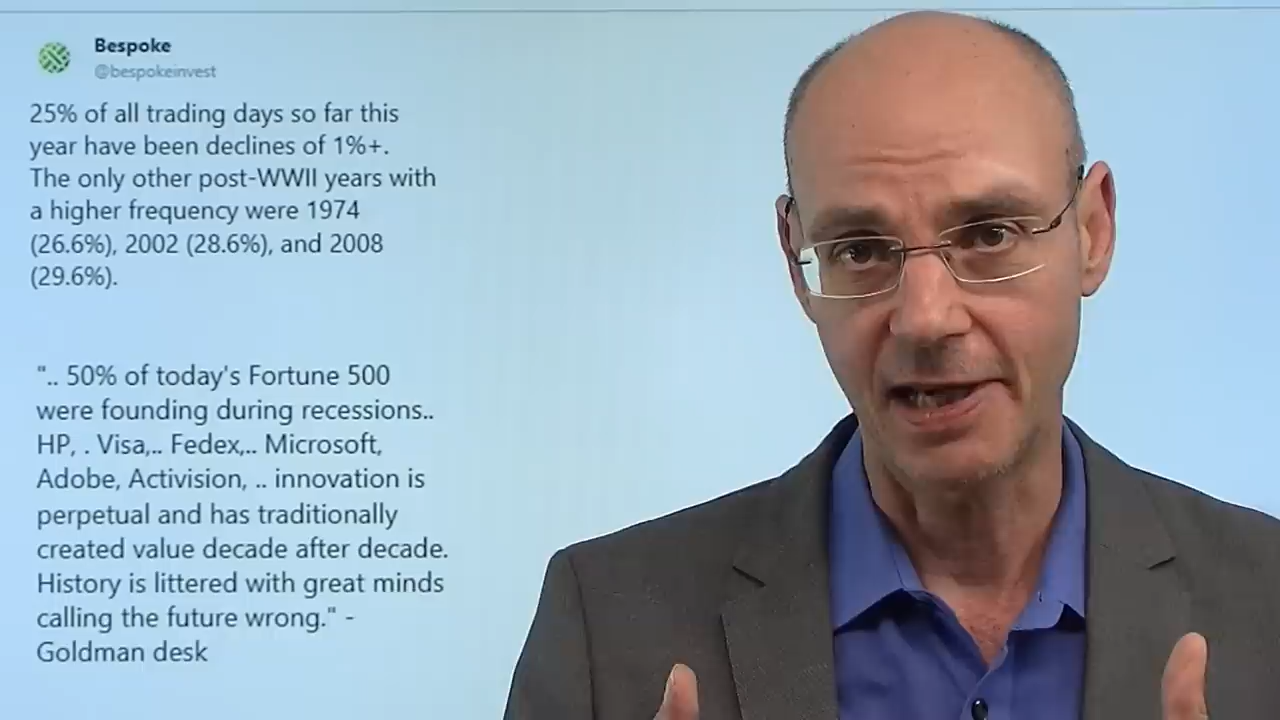 Bespoke
@bespokeinvest
25% of all trading days so far this
year have been declines of 1%+.
The only other post-WWII years with
a higher frequency were 1974
(26.6%), 2002 (28.6%), and 2008
(29.6%).
".. 50% of today's Fortune 500
were founding during recessions..
HP, . Visa,.. Fedex,.. Microsoft,
Adobe, Activision, .. innovation is
perpetual and has traditionally
created value decade after decade.
History is littered with great minds
calling the future wrong." -
Goldman desk